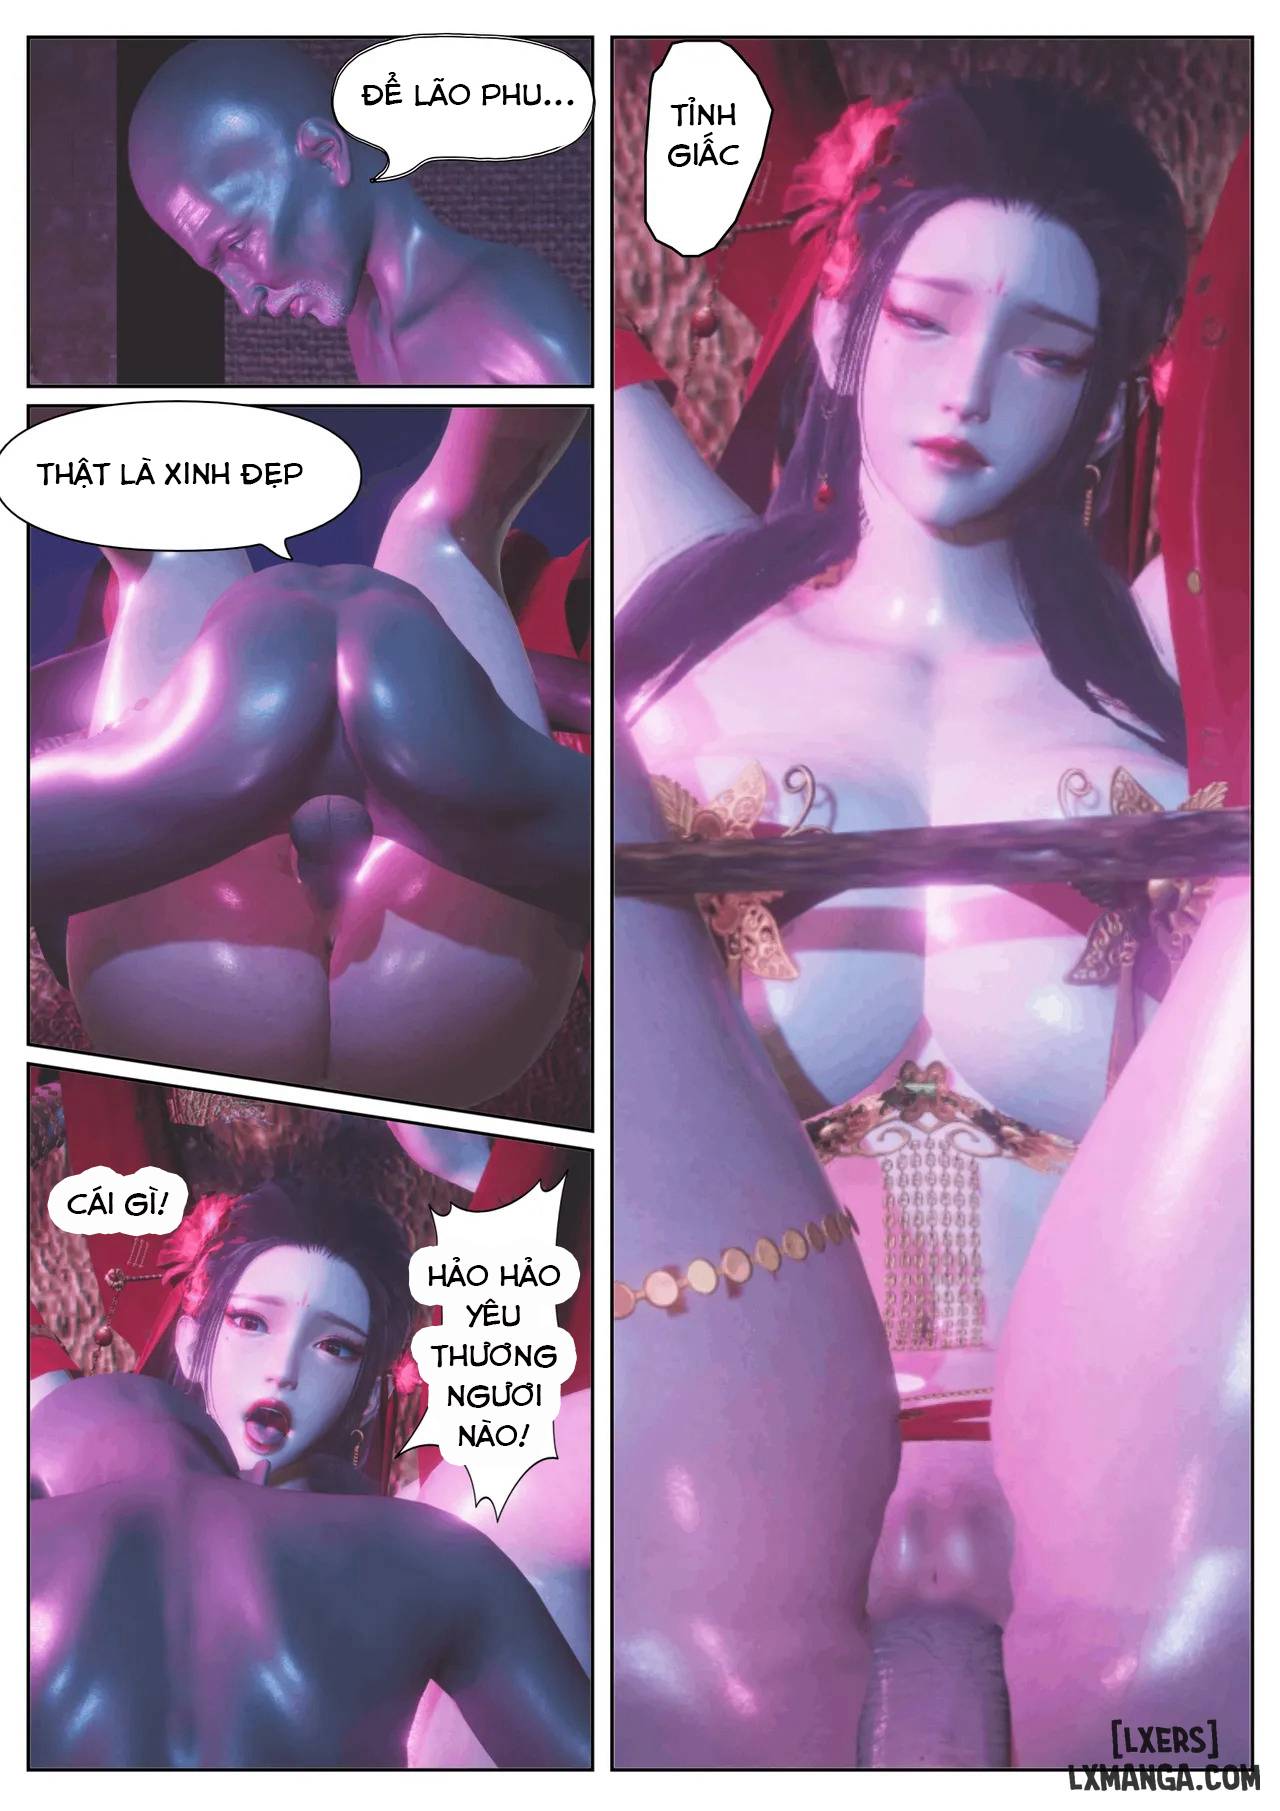 ĐỂ LÃO PHU...
THẬT LÀ XINH ĐẸP
CÁI GÌ!
HẢO HẢO
YÊU
THƯƠNG
NGƯƠI
NÀO!
TỈNH
GIẤC
[LXERS]
LXMANGA.COM